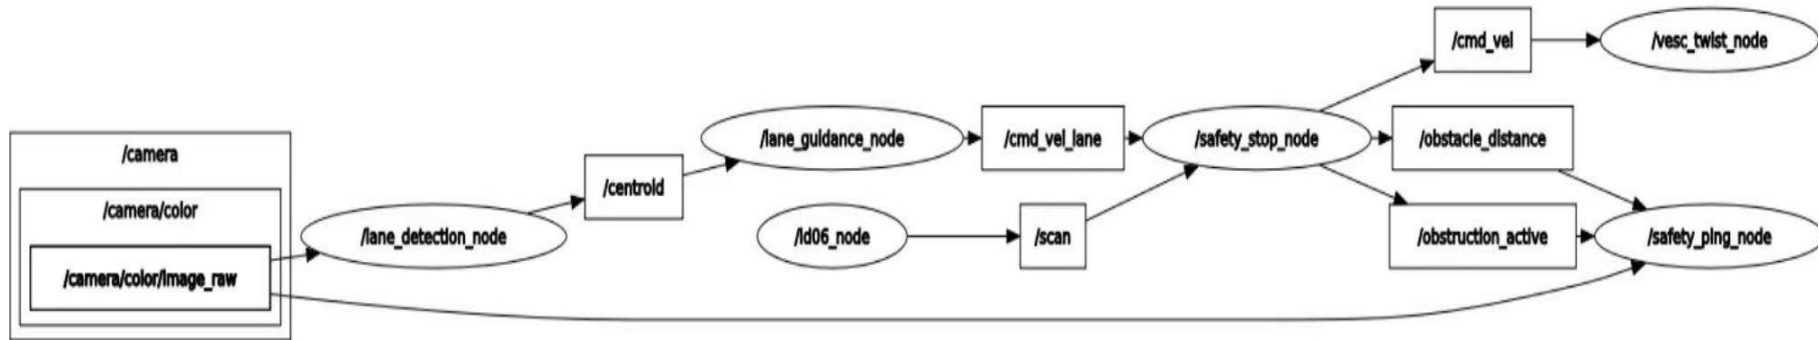 /camera
/camera/color
/camera/color/image_raw
/lane_detection_node
/centroid
/lane_guidance_node
/ld06_node
/cmd_vel_lane
/scan
/safety_stop_node
/cmd_vel
/obstacle_distance
/obstruction_active
/vesc_twist_node
/safety_ping_node